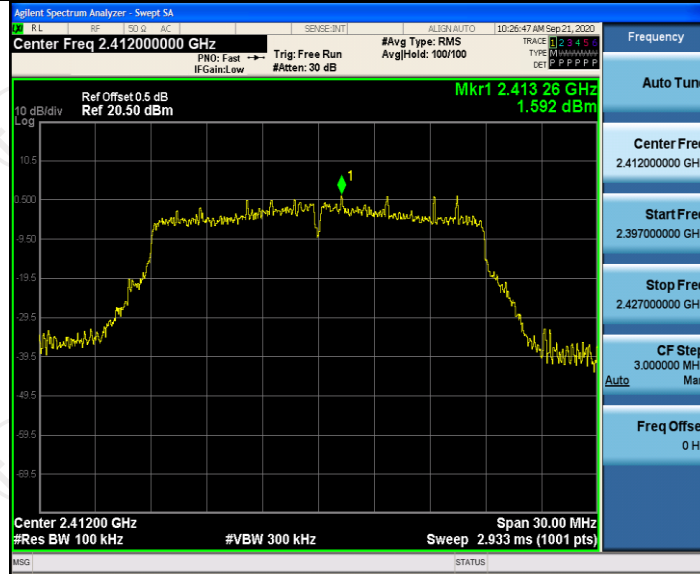 Agilent Spectrum Analyzer - Swept SA
RL RF 50 Ω AC SENSE:INT ALIGN AUTO 10:26:47 AM Sep 21, 2020
Center Freq 2.412000000 GHz
PNO: Fast
IFGain:Low
Trig: Free Run
#Atten: 30 dB
#Avg Type: RMS
Avg|Hold: 100/100
TRACE 1 2 3 4 5 6
TYPE M
DET P P P P P P
Ref Offset 0.5 dB
10 dB/div Ref 20.50 dBm
Log
Mkr1 2.413 26 GHz
1.592 dBm
1
10.5
0.500
-9.50
-19.5
-29.5
-39.5
-49.5
-59.5
-69.5
Center 2.41200 GHz Span 30.00 MHz
#Res BW 100 kHz #VBW 300 kHz Sweep 2.933 ms (1001 pts)
MSG STATUS
Frequency
Auto Tun
Center Fre
2.412000000 GH
Start Fre
2.397000000 GH
Stop Fre
2.427000000 GH
CF Ste
3.000000 MH
Auto Ma
Freq Offse
0 H